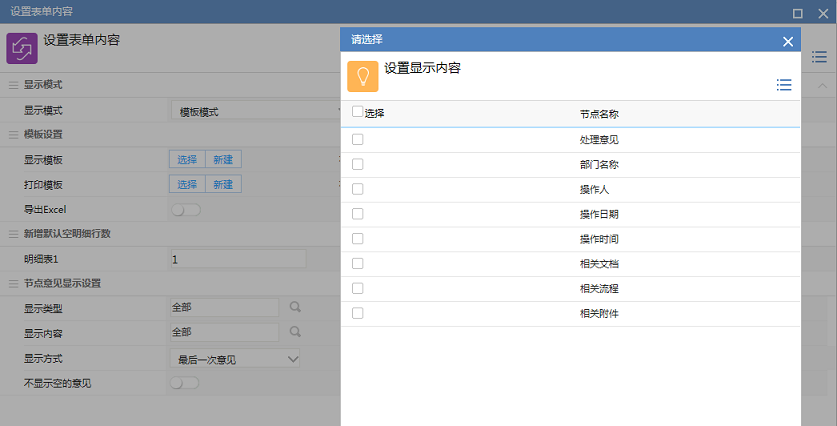 设置表单内容
设置表单内容
显示模式
显示模式 模板模式
模板设置
显示模板 选择 新建
打印模板 选择 新建
导出Excel
新增默认空明细行数
明细表1 1
节点意见显示设置
显示类型 全部
显示内容 全部
显示方式 最后一次意见
不显示空的意见
请选择
设置显示内容
选择 节点名称
处理意见
部门名称
操作人
操作日期
操作时间
相关文档
相关流程
相关附件